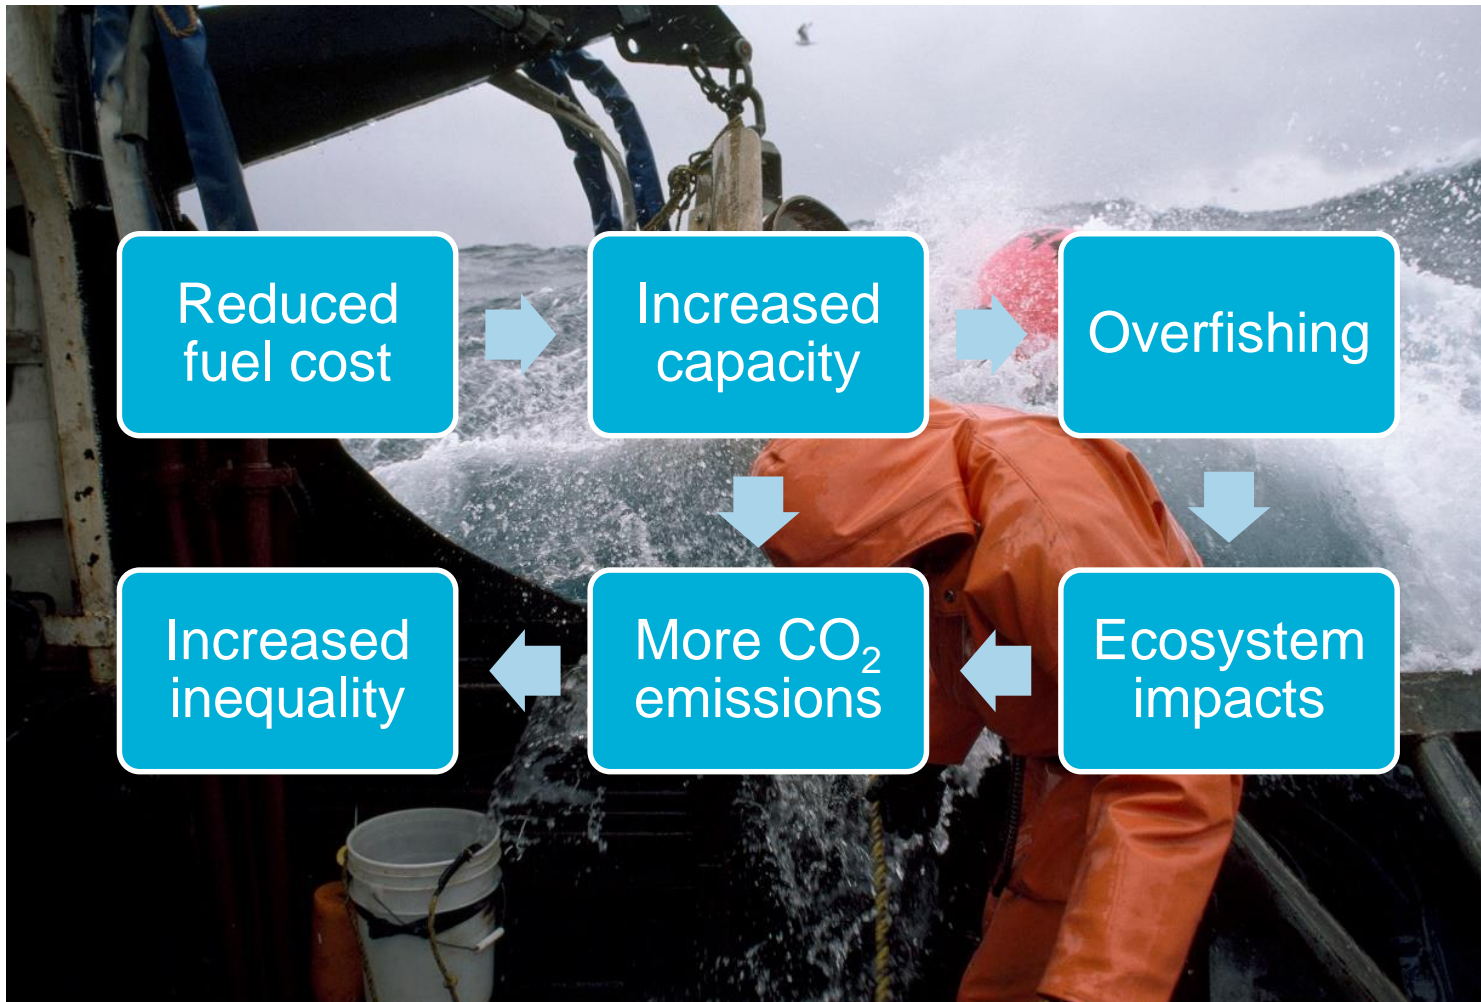 Reduced
fuel cost
Increased
capacity
Overfishing
Increased
inequality
More CO₂
emissions
Ecosystem
impacts